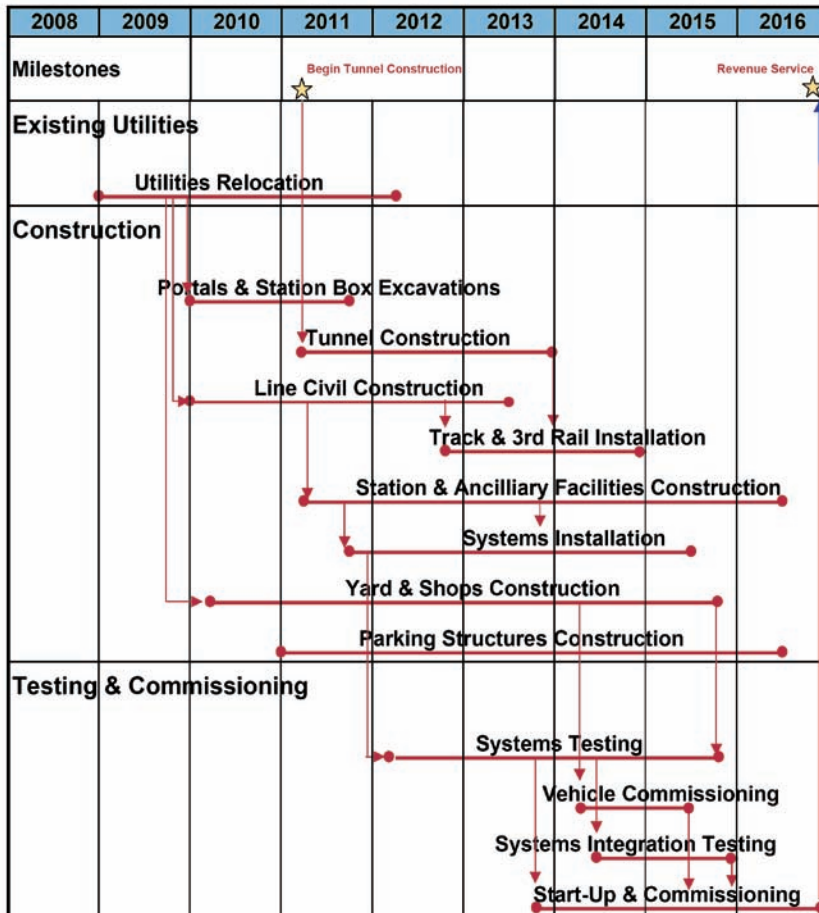 2008 2009 2010 2011 2012 2013 2014 2015 2016
Milestones
Begin Tunnel Construction
Revenue Service
Existing Utilities
Utilities Relocation
Construction
Portals & Station Box Excavations
Tunnel Construction
Line Civil Construction
Track & 3rd Rail Installation
Station & Ancilliary Facilities Construction
Systems Installation
Yard & Shops Construction
Parking Structures Construction
Testing & Commissioning
Systems Testing
Vehicle Commissioning
Systems Integration Testing
Start-Up & Commissioning